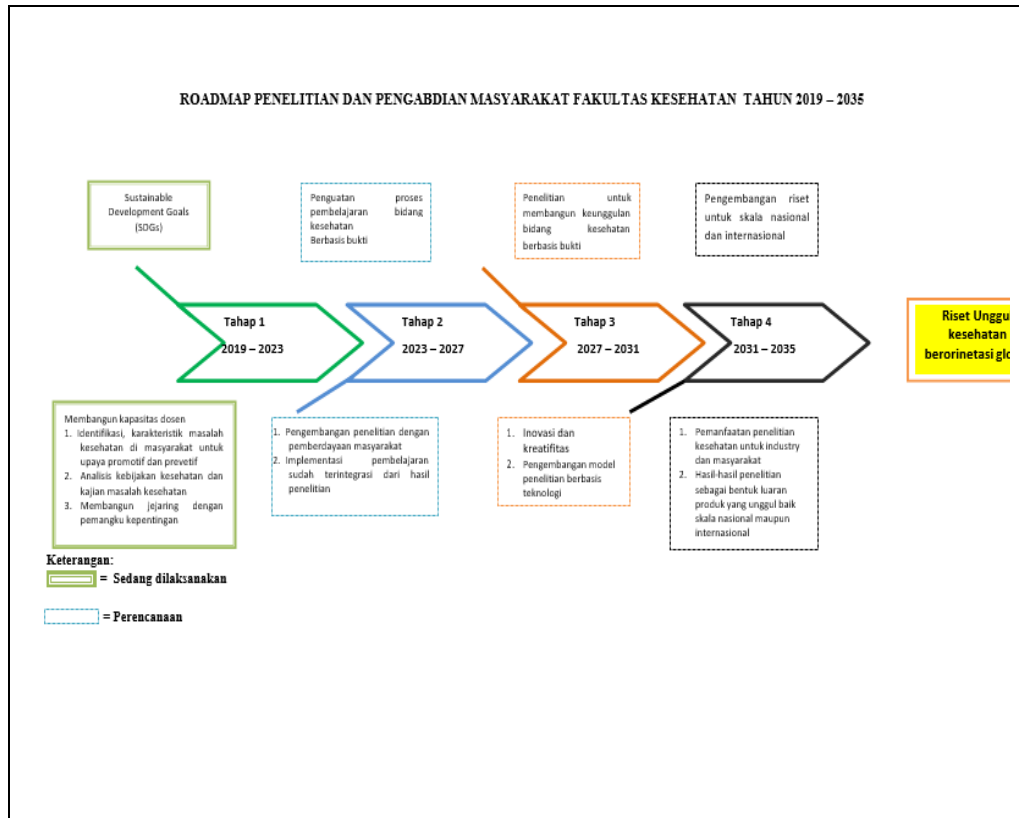 ROADMAP PENELITIAN DAN PENGABDIAN MASYARAKAT FAKULTAS KESEHATAN TAHUN 2019 – 2035
Sustainable
Development Goals
(SDGs)
Penguatan proses
pembelajaran bidang
kesehatan
Berbasis bukti
Penelitian untuk
membangun keunggulan
bidang kesehatan
berbasis bukti
Pengembangan riset
untuk skala nasional
dan internasional
Tahap 1
2019 – 2023
Tahap 2
2023 – 2027
Tahap 3
2027 – 2031
Tahap 4
2031 – 2035
Riset Unggu
kesehatan
berorinetasi glo
Membangun kapasitas dosen
1. Identifikasi, karakteristik masalah
kesehatan di masyarakat untuk
upaya promotif dan prevetif
2. Analisis kebijakan kesehatan dan
kajian masalah kesehatan
3. Membangun jejaring dengan
pemangku kepentingan
1. Pengembangan penelitian dengan
pemberdayaan masyarakat
2. Implementasi pembelajaran
sudah terintegrasi dari hasil
penelitian
1. Inovasi dan
kreatifitas
2. Pengembangan model
penelitian berbasis
teknologi
1. Pemanfaatan penelitian
kesehatan untuk industry
dan masyarakat
2. Hasil-hasil penelitian
sebagai bentuk luaran
produk yang unggul baik
skala nasional maupun
internasional
Keterangan:
= Sedang dilaksanakan
= Perencanaan